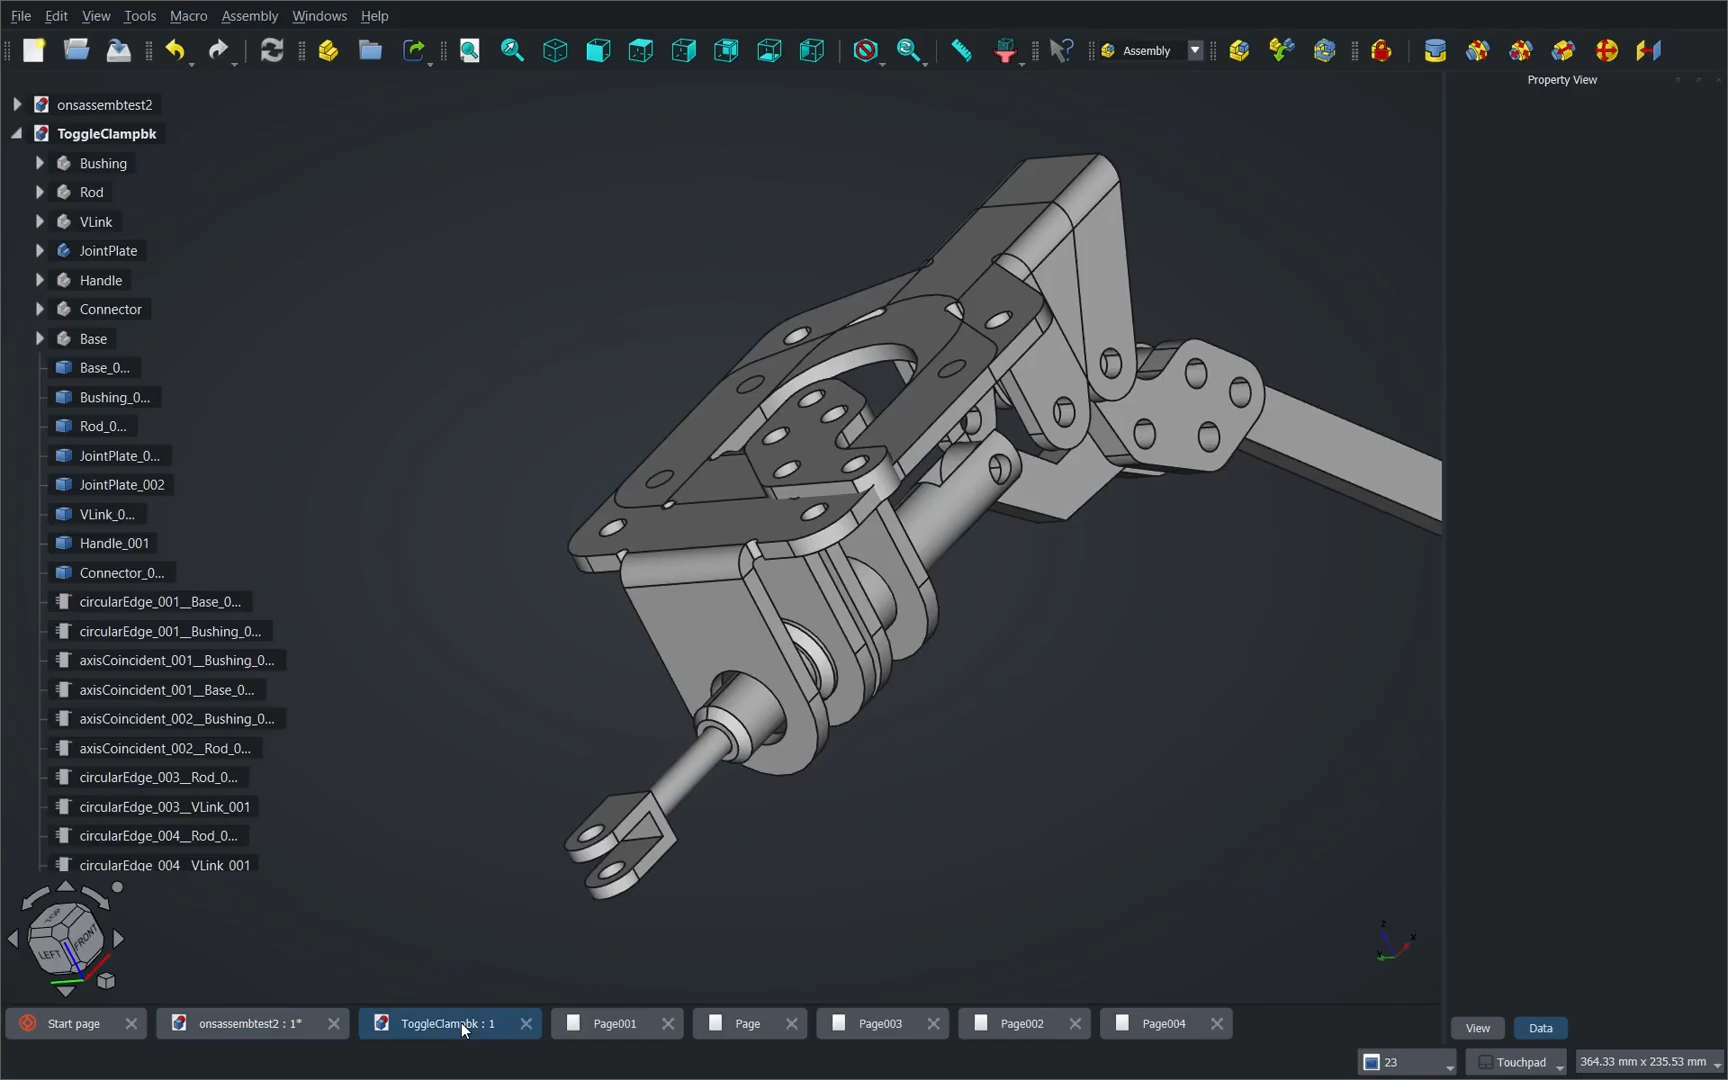 File Edit View Tools Macro Assembly Windows Help
Assembly
Property View
onsassembtest2
ToggleClampbk
Bushing
Rod
VLink
JointPlate
Handle
Connector
Base
Base_0...
Bushing_0...
Rod_0...
JointPlate_0...
JointPlate_002
VLink_0...
Handle_001
Connector_0...
circularEdge_001__Base_0...
circularEdge_001__Bushing_0...
axisCoincident_001__Bushing_0...
axisCoincident_001__Base_0...
axisCoincident_002__Bushing_0...
axisCoincident_002__Rod_0...
circularEdge_003__Rod_0...
circularEdge_003__VLink_001
circularEdge_004__Rod_0...
circularEdge_004__VLink_001
TOP
FRONT
LEFT
Z
X
Y
Start page
onsassembtest2 : 1*
ToggleClampbk : 1
Page001
Page
Page003
Page002
Page004
View
Data
23
Touchpad
364.33 mm x 235.53 mm